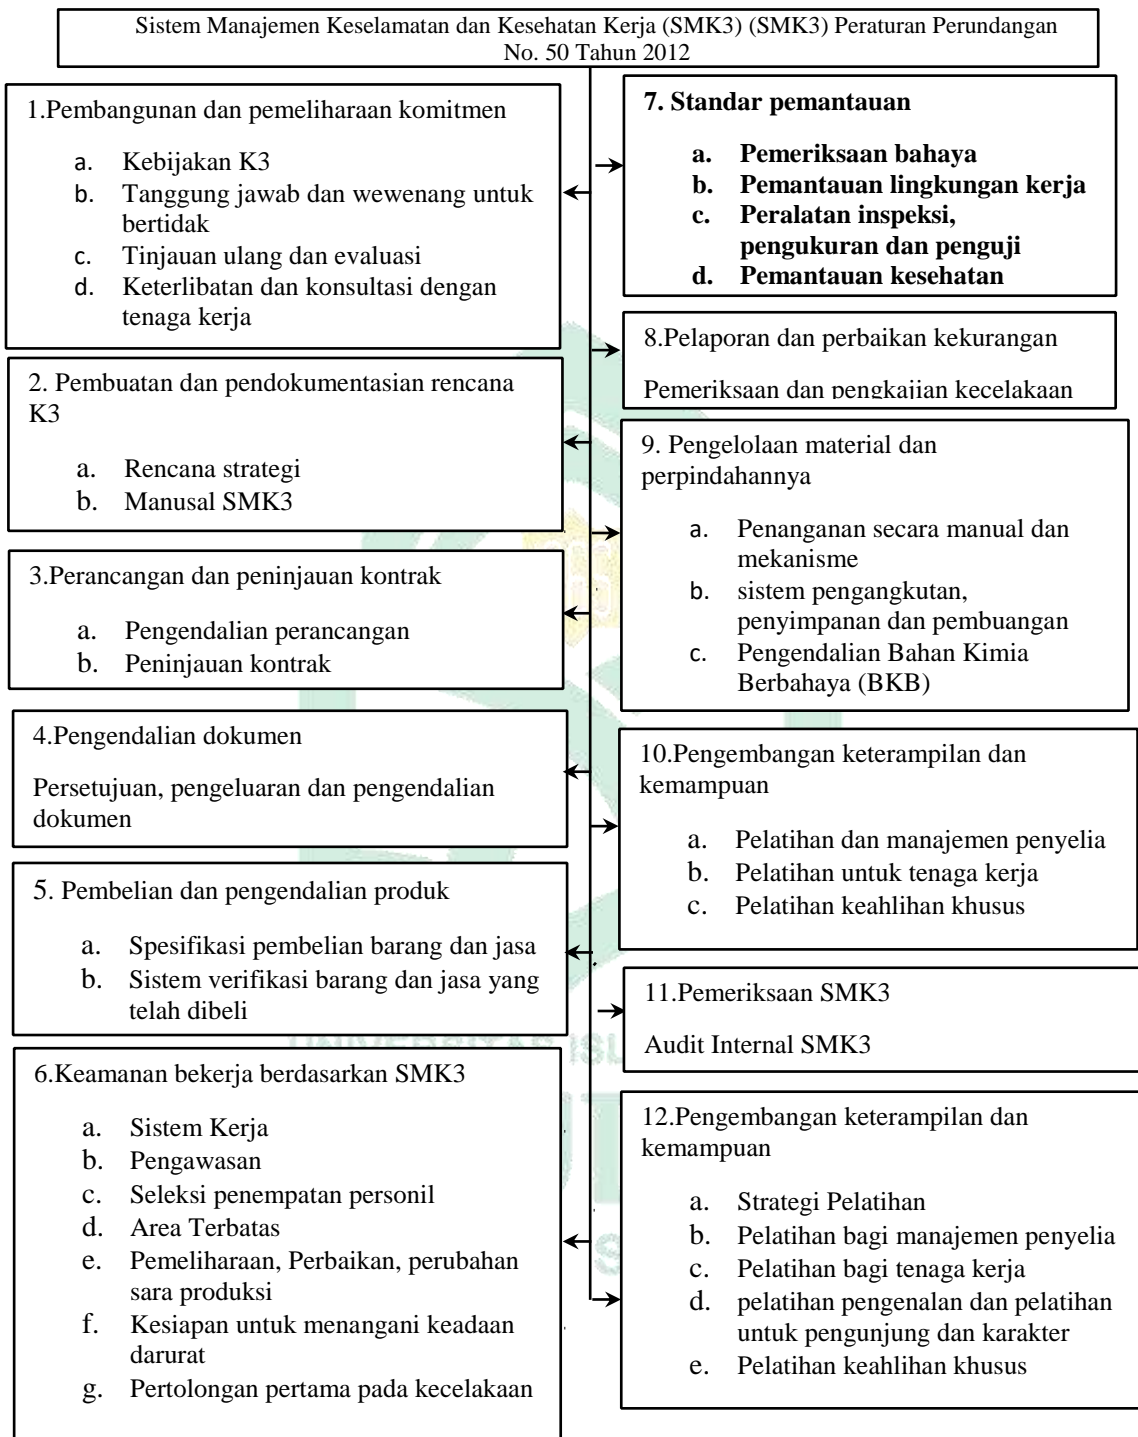 Sistem Manajemen Keselamatan dan Kesehatan Kerja (SMK3) (SMK3) Peraturan Perundangan
No. 50 Tahun 2012
1.Pembangunan dan pemeliharaan komitmen
a. Kebijakan K3
b. Tanggung jawab dan wewenang untuk
bertidak
c. Tinjauan ulang dan evaluasi
d. Keterlibatan dan konsultasi dengan
tenaga kerja
2. Pembuatan dan pendokumentasian rencana
K3
a. Rencana strategi
b. Manusal SMK3
3.Perancangan dan peninjauan kontrak
a. Pengendalian perancangan
b. Peninjauan kontrak
4.Pengendalian dokumen
Persetujuan, pengeluaran dan pengendalian
dokumen
5. Pembelian dan pengendalian produk
a. Spesifikasi pembelian barang dan jasa
b. Sistem verifikasi barang dan jasa yang
telah dibeli
6.Keamanan bekerja berdasarkan SMK3
a. Sistem Kerja
b. Pengawasan
c. Seleksi penempatan personil
d. Area Terbatas
e. Pemeliharaan, Perbaikan, perubahan
sara produksi
f. Kesiapan untuk menangani keadaan
darurat
g. Pertolongan pertama pada kecelakaan
7. Standar pemantauan
a. Pemeriksaan bahaya
b. Pemantauan lingkungan kerja
c. Peralatan inspeksi,
pengukuran dan penguji
d. Pemantauan kesehatan
8.Pelaporan dan perbaikan kekurangan
Pemeriksaan dan pengkajian kecelakaan
9. Pengelolaan material dan
perpindahannya
a. Penanganan secara manual dan
mekanisme
b. sistem pengangkutan,
penyimpanan dan pembuangan
c. Pengendalian Bahan Kimia
Berbahaya (BKB)
10.Pengembangan keterampilan dan
kemampuan
a. Pelatihan dan manajemen penyelia
b. Pelatihan untuk tenaga kerja
c. Pelatihan keahlihan khusus
11.Pemeriksaan SMK3
Audit Internal SMK3
12.Pengembangan keterampilan dan
kemampuan
a. Strategi Pelatihan
b. Pelatihan bagi manajemen penyelia
c. Pelatihan bagi tenaga kerja
d. pelatihan pengenalan dan pelatihan
untuk pengunjung dan karakter
e. Pelatihan keahlihan khusus